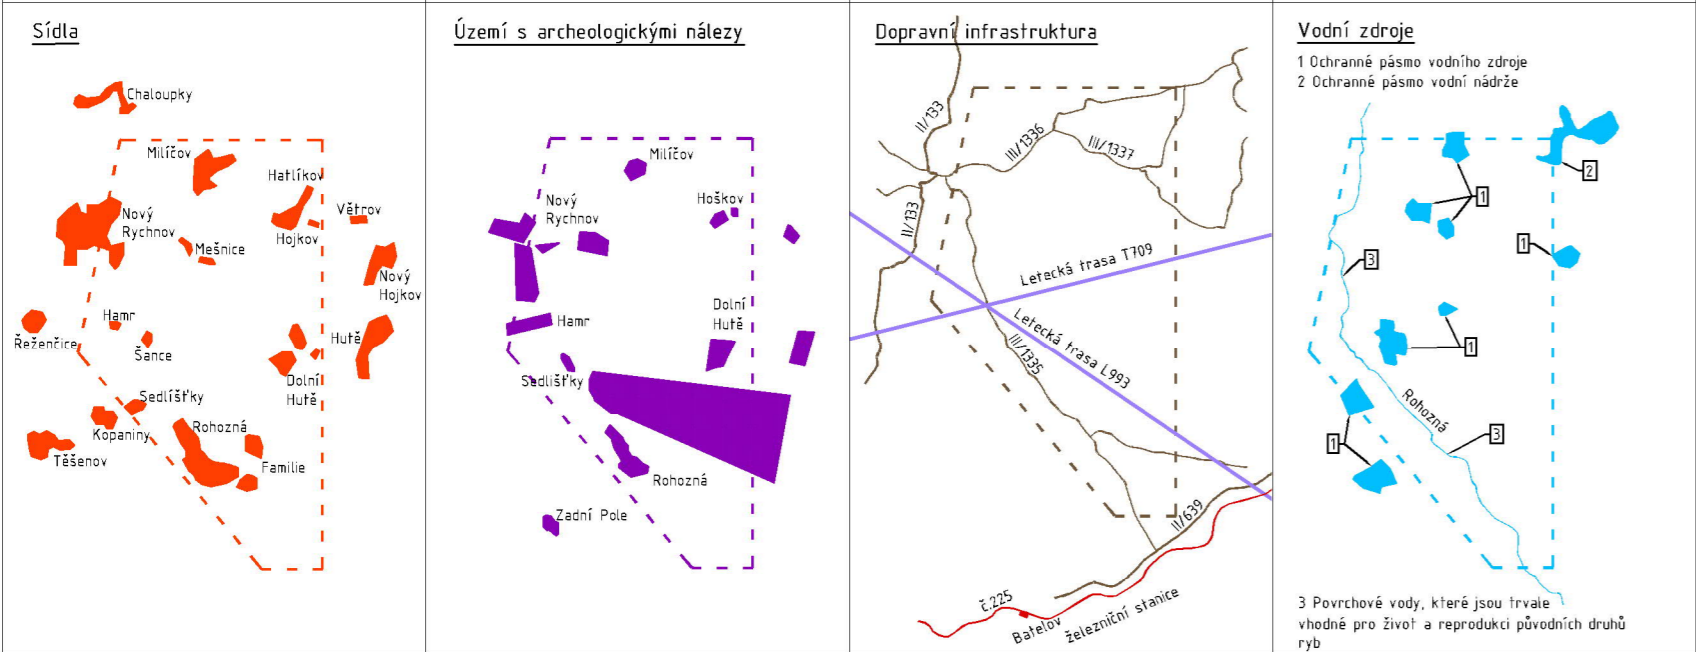 Sídla
Chaloupky
Milíčov
Hatlíkov
Větrov
Nový
Rychnov
Hojkov
Mešnice
Nový
Hojkov
Hamr
Řeženčice
Šance
Hutě
Dolní
Hutě
Sedlíšťky
Kopaniny
Rohozná
Těšenov
Familie
Území s archeologickými nálezy
Milíčov
Nový
Rychnov
Hoškov
Dolní
Hutě
Hamr
Sedlišťky
Rohozná
Zadní Pole
Dopravní infrastruktura
II/133
III/1336
III/1337
II/133
Letecká trasa T709
Letecká trasa L993
III/1335
II/639
č.225
Batelov
železniční stanice
Vodní zdroje
1 Ochranné pásmo vodního zdroje
2 Ochranné pásmo vodní nádrže
2
1
1
3
1
Rohozná
3
1
3 Povrchové vody, které jsou trvale
vhodné pro život a reprodukci původních druhů
ryb